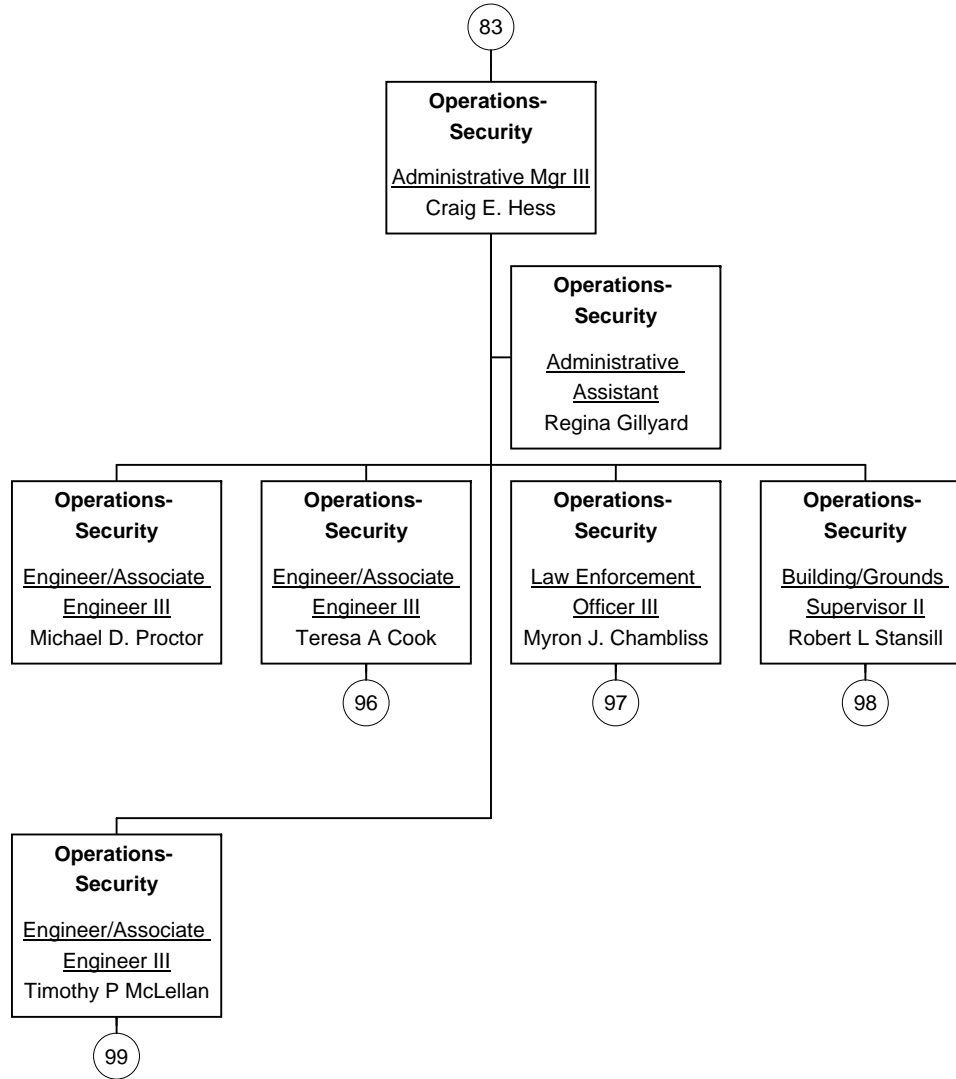 83
Operations-
Security
Administrative Mgr III
Craig E. Hess
Operations-
Security
Administrative
Assistant
Regina Gillyard
Operations-
Security
Engineer/Associate
Engineer III
Michael D. Proctor
Operations-
Security
Engineer/Associate
Engineer III
Teresa A Cook
96
Operations-
Security
Law Enforcement
Officer III
Myron J. Chambliss
97
Operations-
Security
Building/Grounds
Supervisor II
Robert L Stansill
98
Operations-
Security
Engineer/Associate
Engineer III
Timothy P McLellan
99